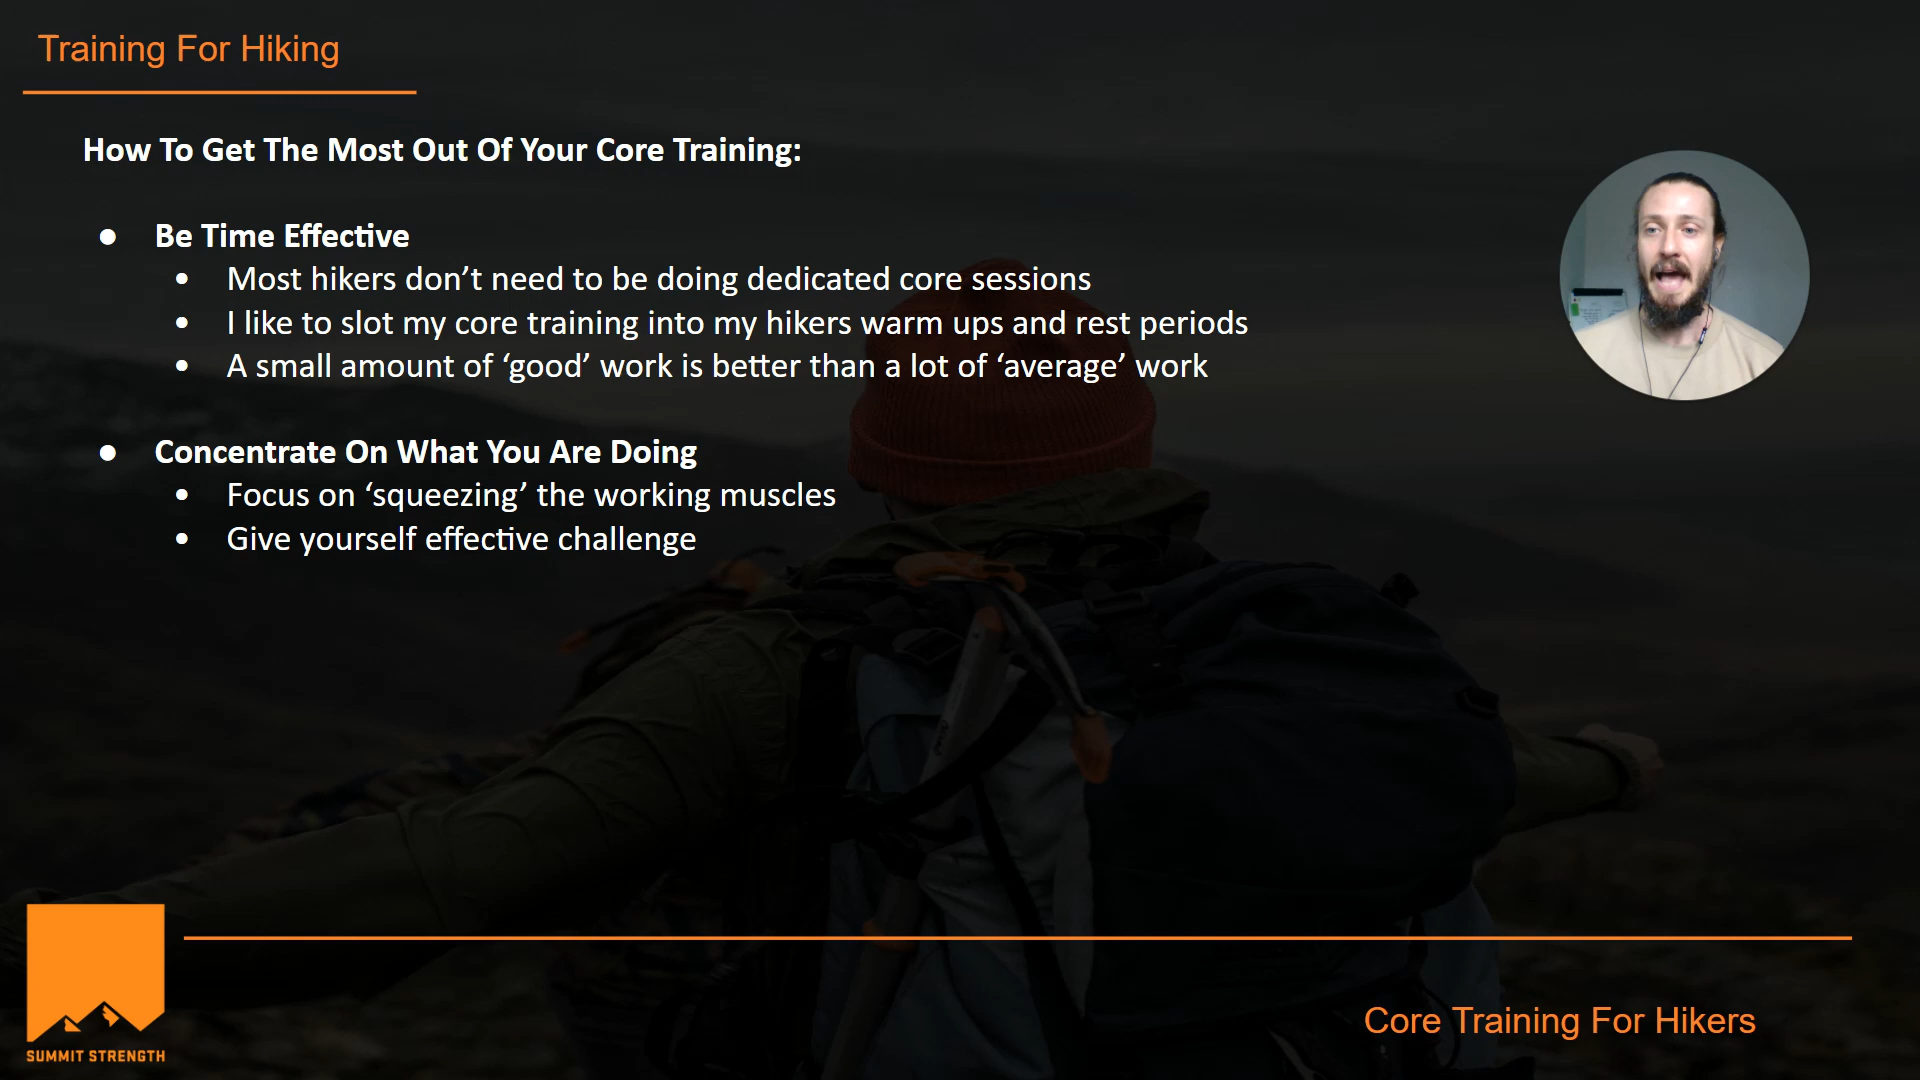 Training For Hiking
How To Get The Most Out Of Your Core Training:
● Be Time Effective
• Most hikers don’t need to be doing dedicated core sessions
• I like to slot my core training into my hikers warm ups and rest periods
• A small amount of ‘good’ work is better than a lot of ‘average’ work
● Concentrate On What You Are Doing
• Focus on ‘squeezing’ the working muscles
• Give yourself effective challenge
SUMMIT STRENGTH
Core Training For Hikers